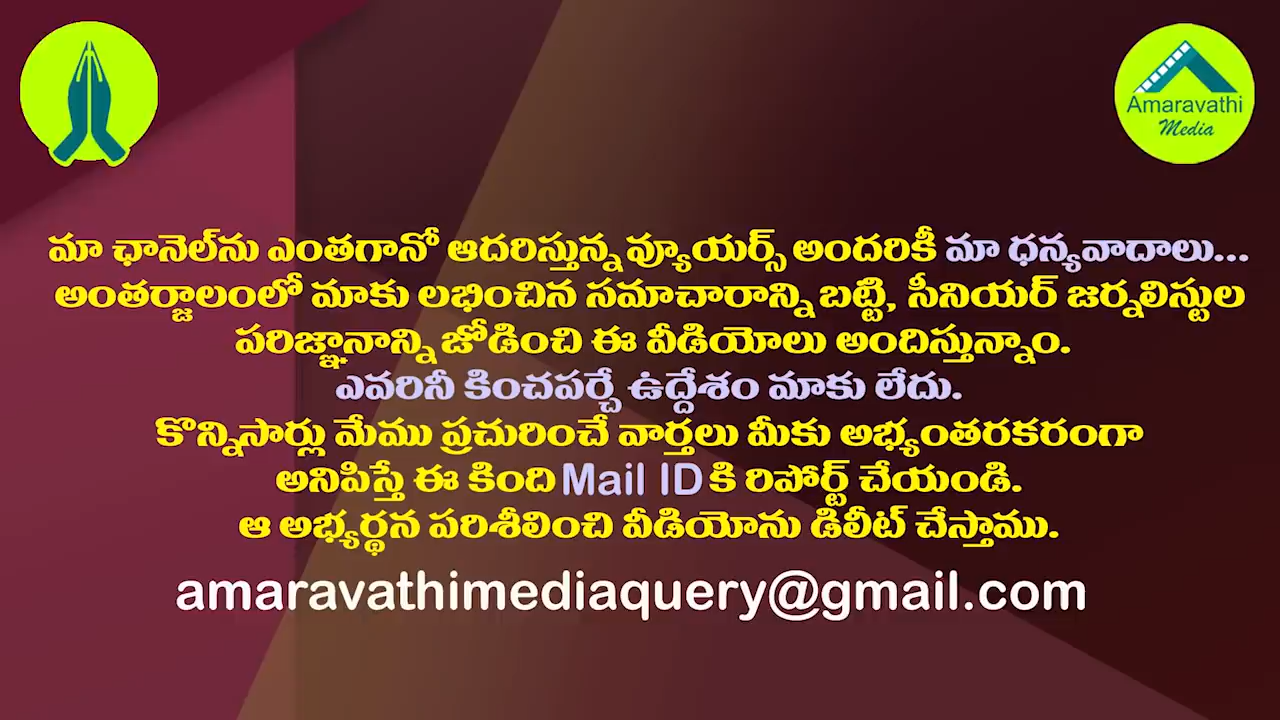 Amaravathi
Media
మా ఛానెల్‌ను ఎంతగానో ఆదరిస్తున్న వ్యూయర్స్ అందరికీ మా ధన్యవాదాలు...
అంతర్జాలంలో మాకు లభించిన సమాచారాన్ని బట్టి, సీనియర్ జర్నలిస్టుల
పరిజ్ఞానాన్ని జోడించి ఈ వీడియోలు అందిస్తున్నాం.
ఎవరినీ కించపర్చే ఉద్దేశం మాకు లేదు.
కొన్నిసార్లు మేము ప్రచురించే వార్తలు మీకు అభ్యంతరకరంగా
అనిపిస్తే ఈ కింది Mail ID కి రిపోర్ట్ చేయండి.
ఆ అభ్యర్థన పరిశీలించి వీడియోను డిలీట్ చేస్తాము.
amaravathimediaquery@gmail.com